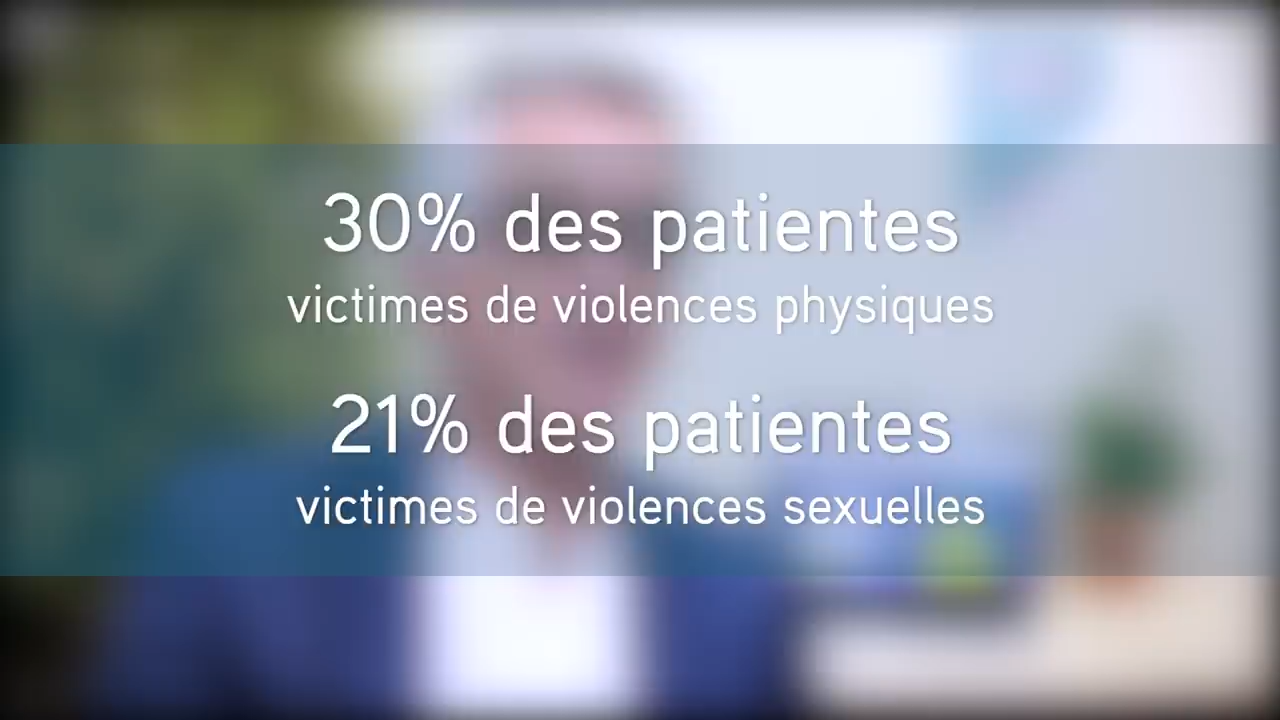 30% des patientes
victimes de violences physiques
21% des patientes
victimes de violences sexuelles